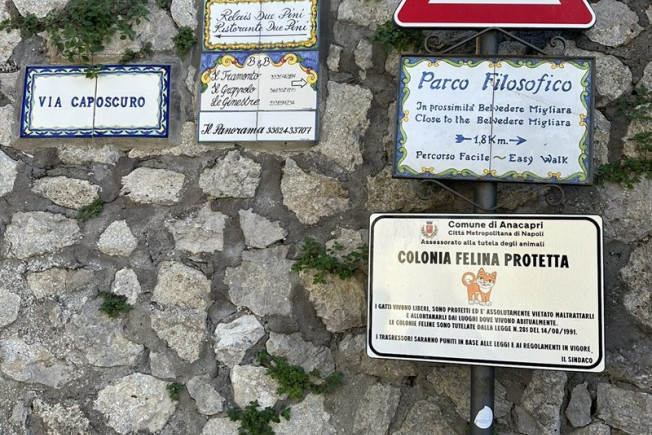 VIA CAPOSCURO
Relais Due Pini
Ristorante Due Pini
B & B
Il Tramonto
Il Grappolo
Le Ginestre
Il Panorama 3382433707
Parco Filosofico
In prossimità Belvedere Migliara
Close to the Belvedere Migliara
1,8 Km.
Percorso Facile ~ Easy Walk
Comune di Anacapri
Città Metropolitana di Napoli
Assessorato alla tutela degli animali
COLONIA FELINA PROTETTA
I GATTI VIVONO LIBERI, SONO PROTETTI ED E' ASSOLUTAMENTE VIETATO MALTRATTARLI
E ALLONTANARLI DAI LUOGHI DOVE VIVONO ABITUALMENTE.
LE COLONIE FELINE SONO TUTELATE DALLA LEGGE N.281 DEL 14/08/1991.
I TRASGRESSORI SARANNO PUNITI IN BASE ALLE LEGGI E AI REGOLAMENTI IN VIGORE.
IL SINDACO